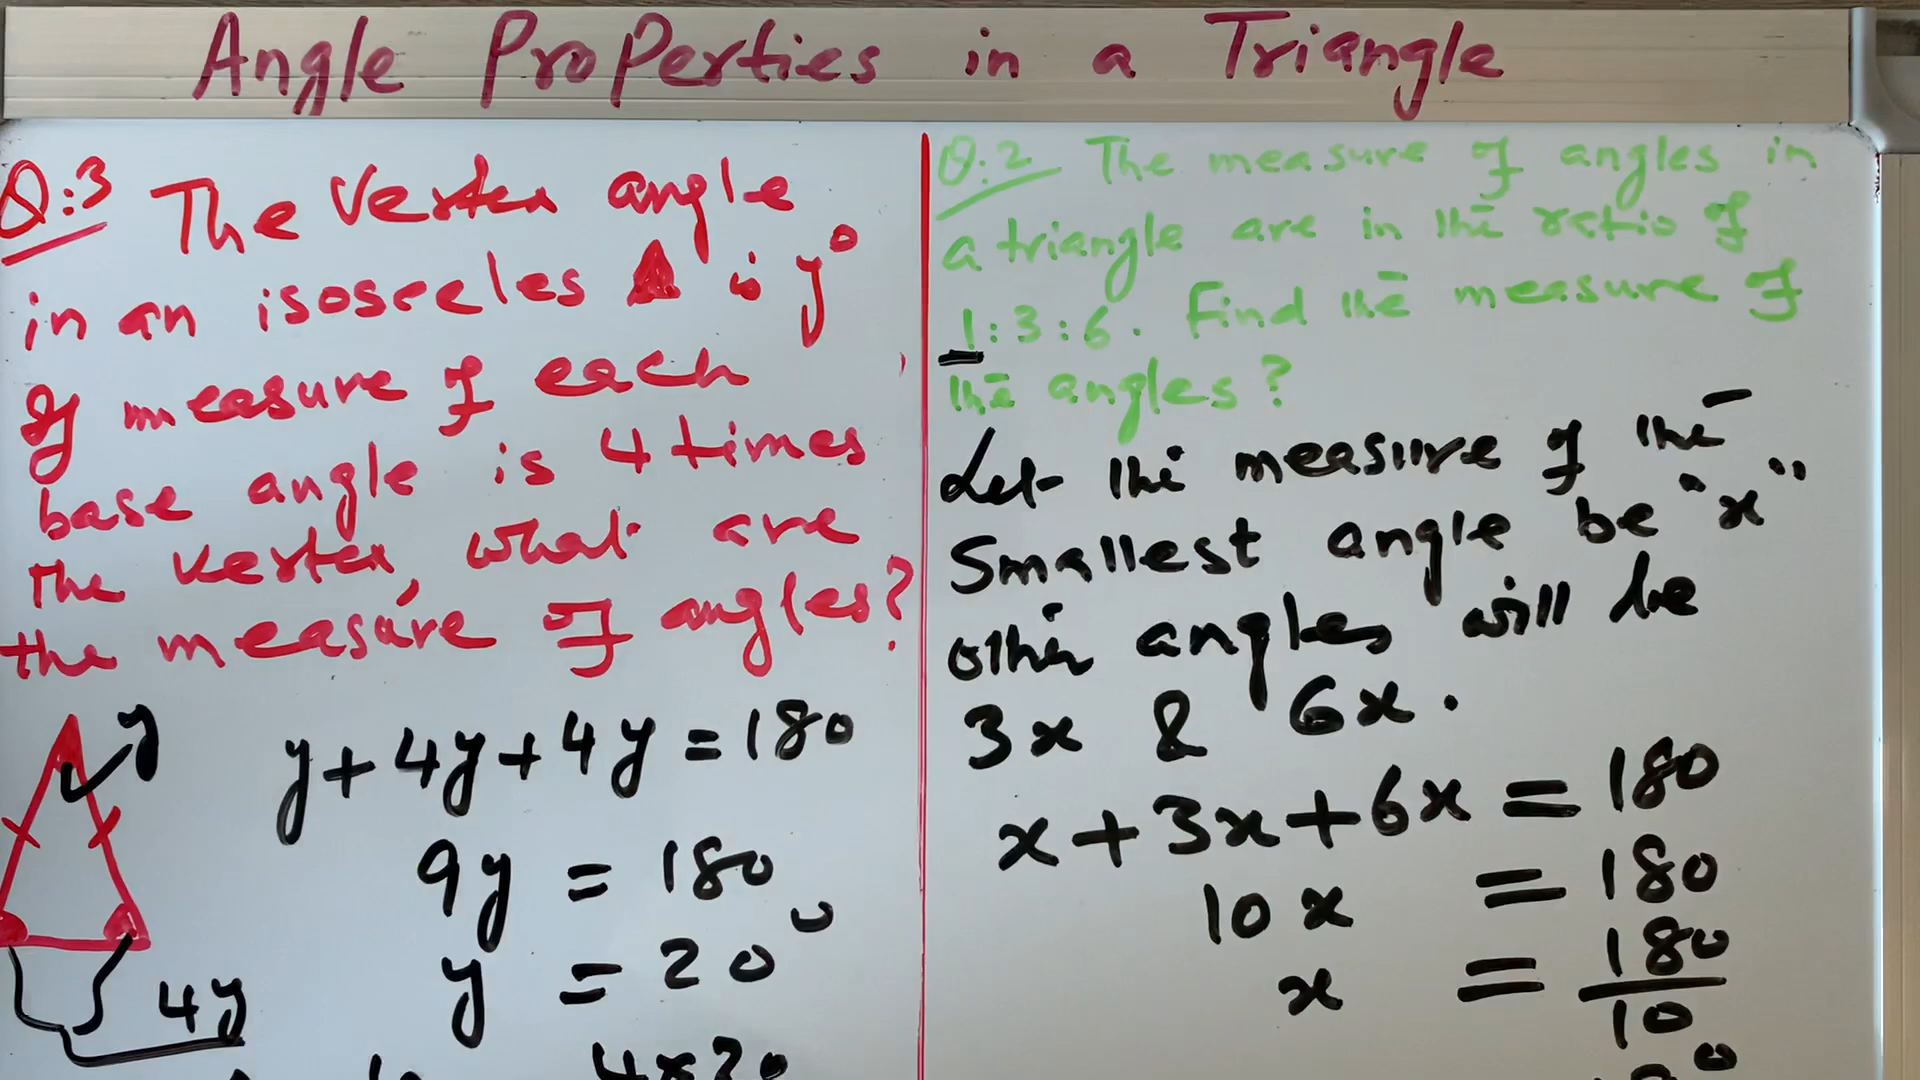 Angle Properties in a Triangle
Q:3 The Vertex angle
in an isosceles is y°
If measure of each
base angle is 4 times
the vertex, what are
the measure of angles?
y
4y
y+4y+4y=180
9y = 180
y = 20°
4x20
Q:2 The measure of angles in
a triangle are in the ratio of
1:3:6. Find the measure of
the angles?
Let the measure of the
Smallest angle be "x"
other angles will be
3x & 6x.
x+3x+6x = 180
10x = 180
x = 180
10